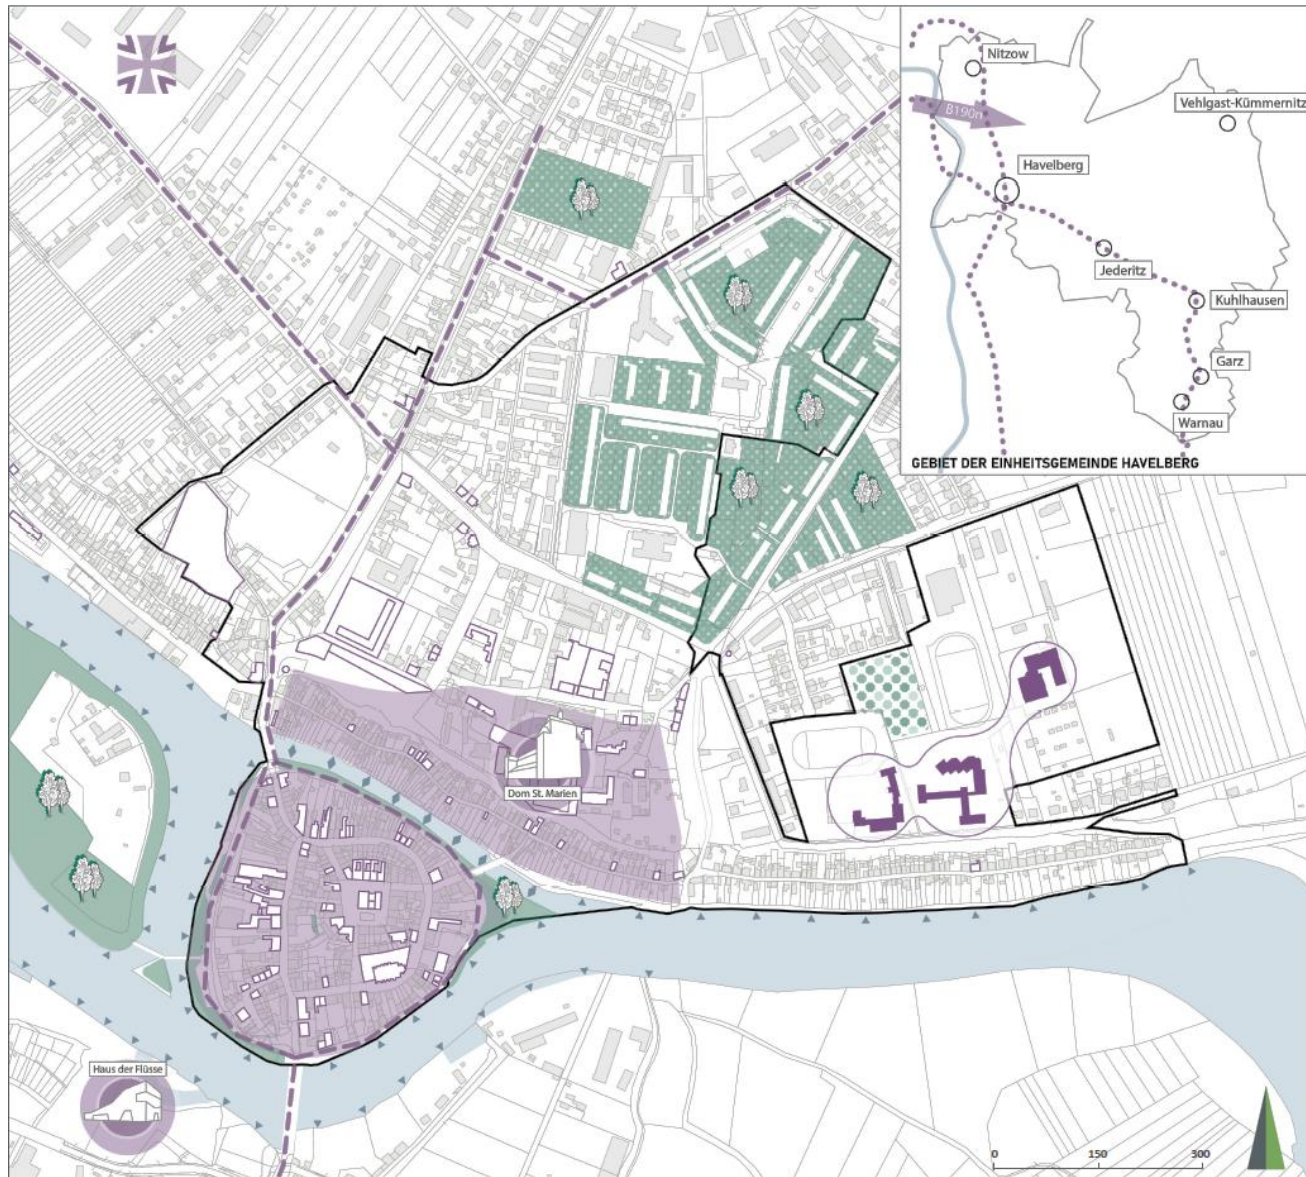 Nitzow
Vehlgast-Kümmernitz
B190n
Havelberg
Jederitz
Kuhlhausen
Garz
Warnau
GEBIET DER EINHEITSGEMEINDE HAVELBERG
Dom St. Marien
Haus der Flüsse
0 150 300